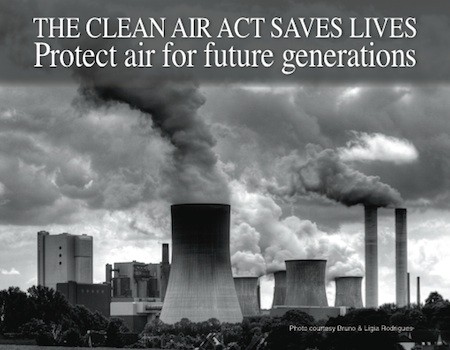 THE CLEAN AIR ACT SAVES LIVES
Protect air for future generations
Photo courtesy Bruno & Ligia Rodrigues